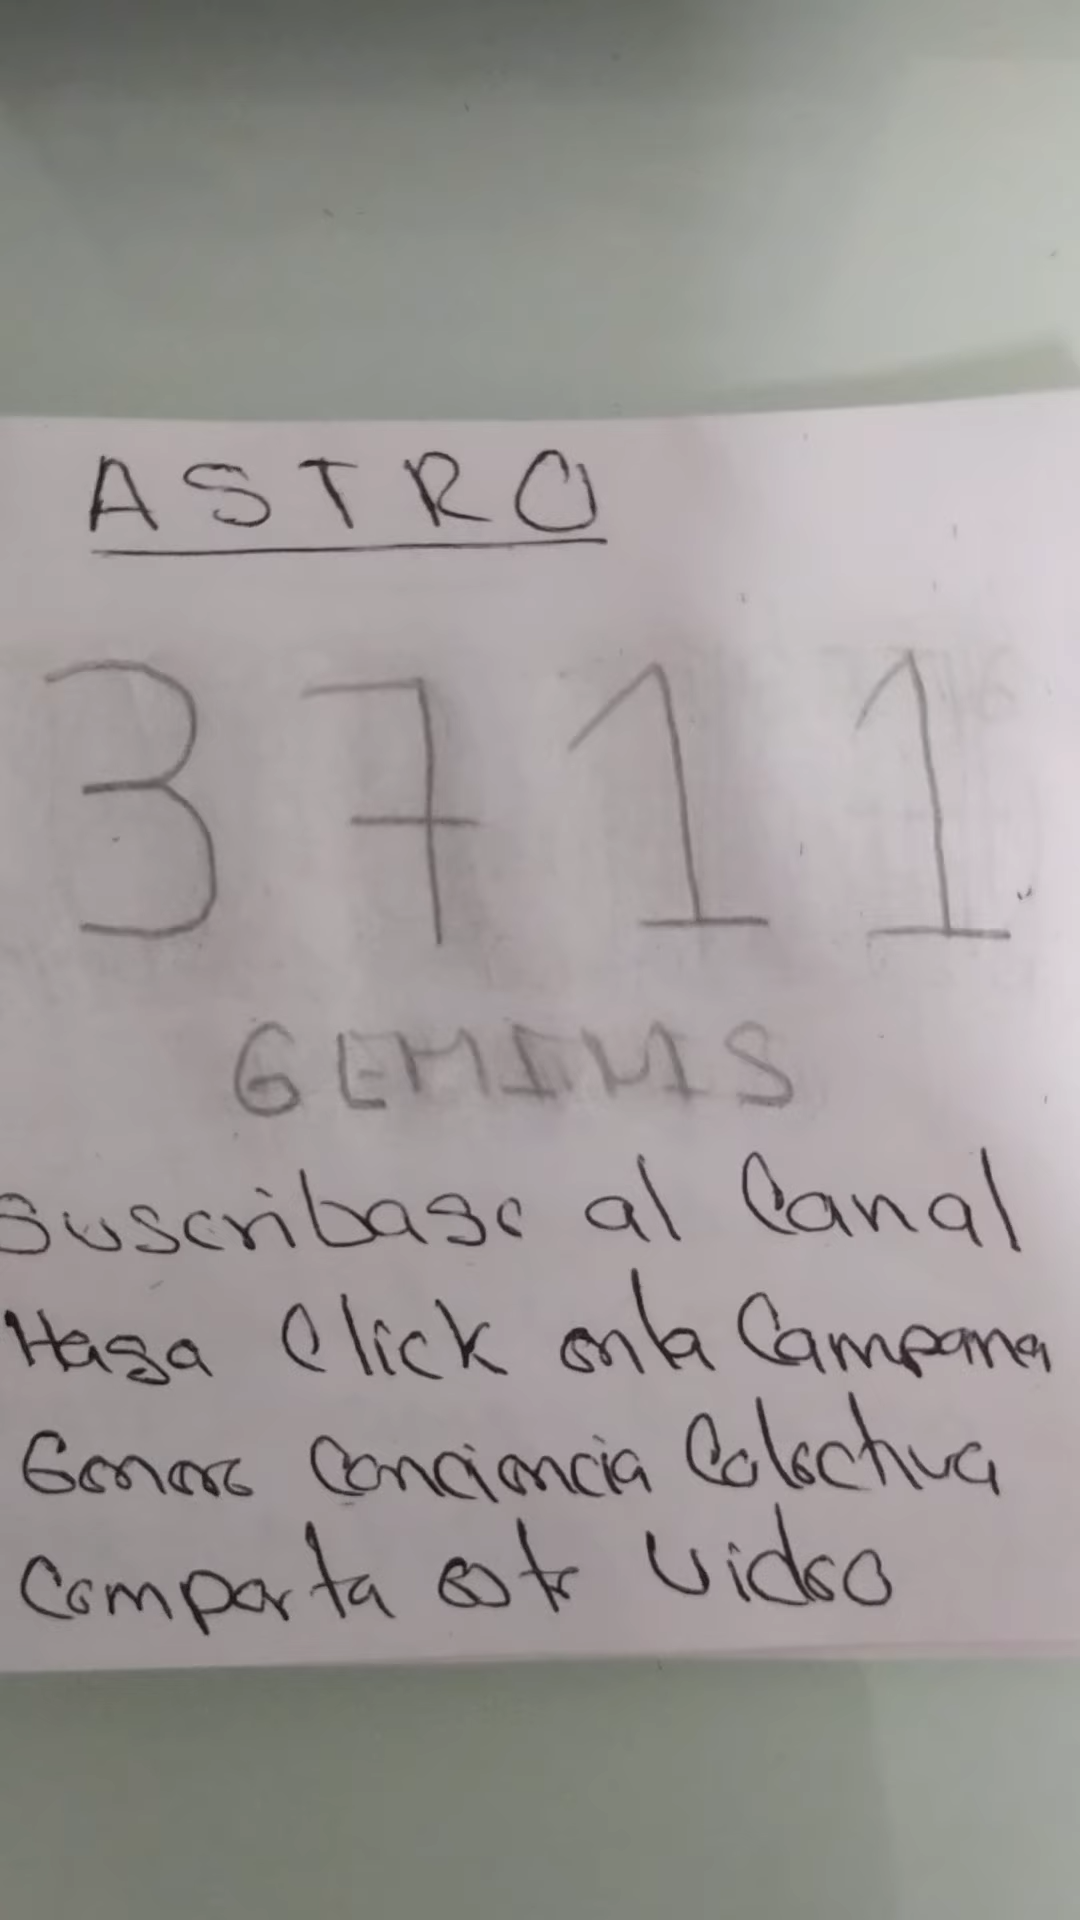 ASTRO
3711
GEMINIS
Suscribase al Canal
Haga Click en la Campana
Genere Conciencia Colectiva
Comparta este Video